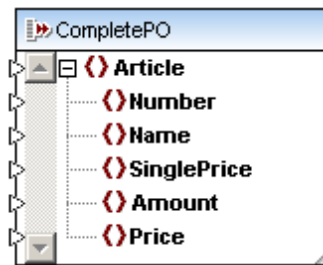 CompletePO
Article
Number
Name
SinglePrice
Amount
Price